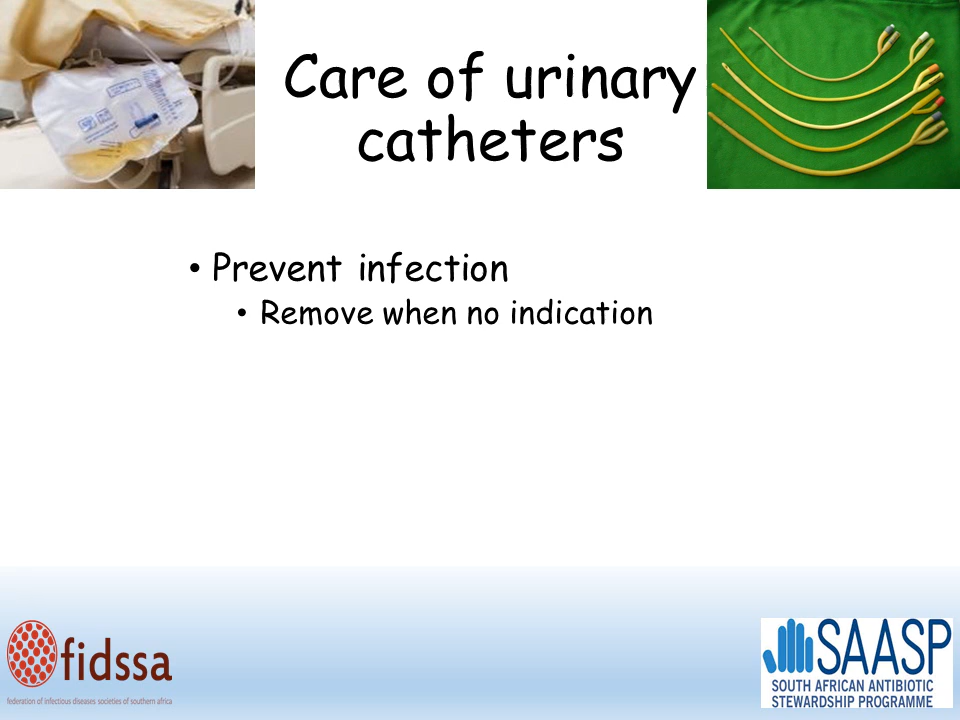 Care of urinary
catheters
• Prevent infection
• Remove when no indication
fidssa
federation of infectious diseases societies of southern africa
SAASP
SOUTH AFRICAN ANTIBIOTIC
STEWARDSHIP PROGRAMME